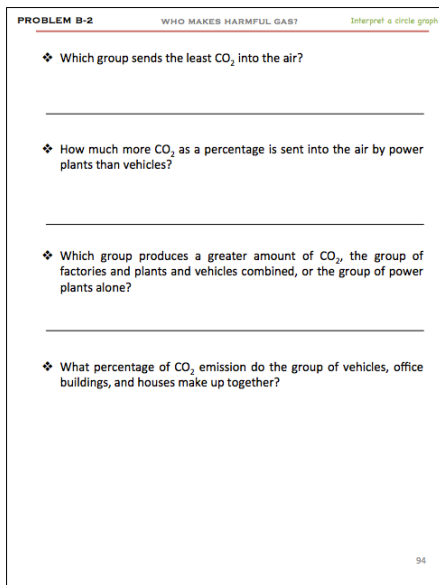 PROBLEM B-2 WHO MAKES HARMFUL GAS? Interpret a circle graph
❖ Which group sends the least CO₂ into the air?
❖ How much more CO₂ as a percentage is sent into the air by power
plants than vehicles?
❖ Which group produces a greater amount of CO₂, the group of
factories and plants and vehicles combined, or the group of power
plants alone?
❖ What percentage of CO₂ emission do the group of vehicles, office
buildings, and houses make up together?
94